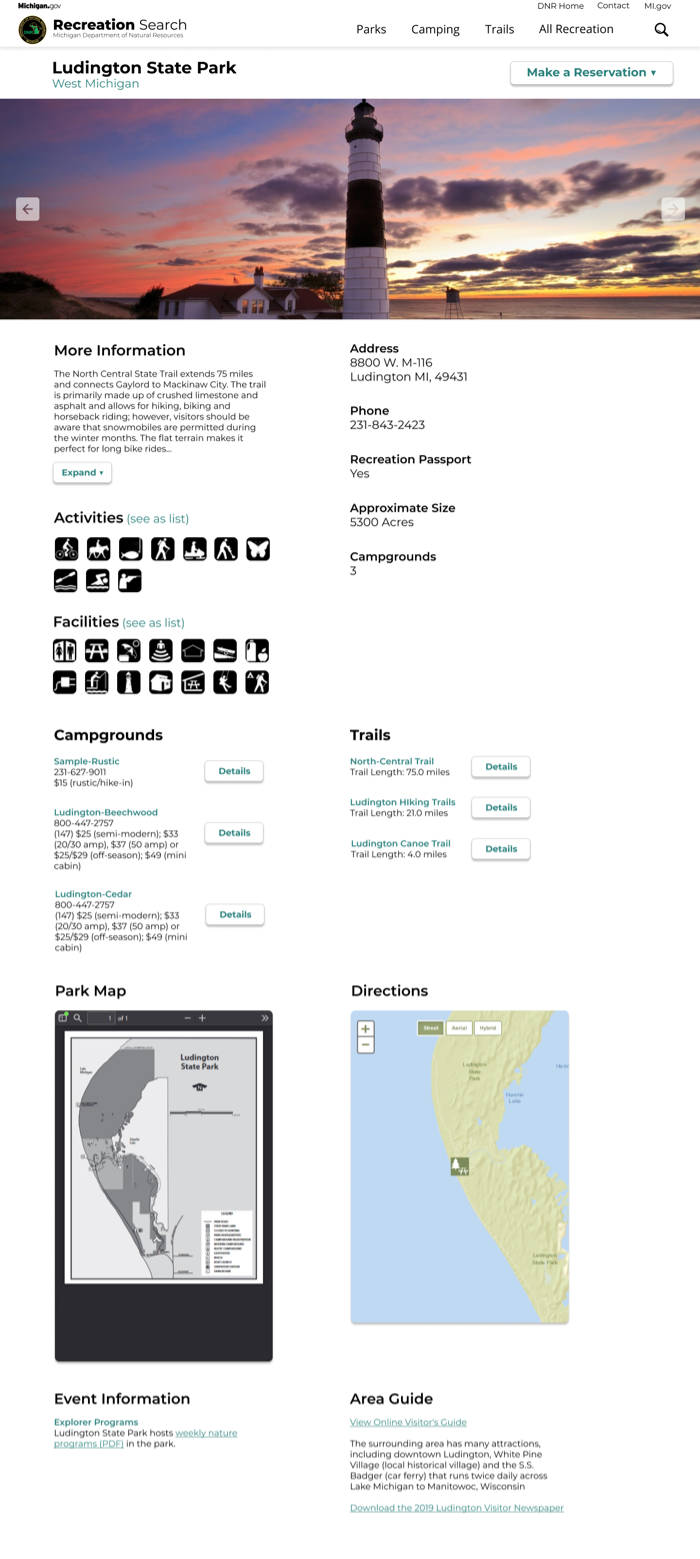 Michigan.gov
DNR Home Contact MI.gov
Recreation Search
Michigan Department of Natural Resources
Parks Camping Trails All Recreation
Ludington State Park
West Michigan
Make a Reservation ▾
More Information
The North Central State Trail extends 75 miles
and connects Gaylord to Mackinaw City. The trail
is primarily made up of crushed limestone and
asphalt and allows for hiking, biking and
horseback riding; however, visitors should be
aware that snowmobiles are permitted during
the winter months. The flat terrain makes it
perfect for long bike rides...
Expand ▾
Address
8800 W. M-116
Ludington MI, 49431
Phone
231-843-2423
Recreation Passport
Yes
Approximate Size
5300 Acres
Campgrounds
3
Activities (see as list)
Facilities (see as list)
Campgrounds
Sample-Rustic
231-627-9011
$15 (rustic/hike-in)
Details
Ludington-Beechwood
800-447-2757
(147) $25 (semi-modern); $33
(20/30 amp), $37 (50 amp) or
$25/$29 (off-season); $49 (mini
cabin)
Details
Ludington-Cedar
800-447-2757
(147) $25 (semi-modern); $33
(20/30 amp), $37 (50 amp) or
$25/$29 (off-season); $49 (mini
cabin)
Details
Trails
North-Central Trail
Trail Length: 75.0 miles
Details
Ludington HIking Trails
Trail Length: 21.0 miles
Details
Ludington Canoe Trail
Trail Length: 4.0 miles
Details
Park Map
1 of 1
Ludington
State Park
LEGEND
Directions
+
−
Street Aerial Hybrid
Ludington
State
Park
Hamlin
Lake
Ludington
State Park
Event Information
Explorer Programs
Ludington State Park hosts weekly nature
programs (PDF) in the park.
Area Guide
View Online Visitor's Guide
The surrounding area has many attractions,
including downtown Ludington, White Pine
Village (local historical village) and the S.S.
Badger (car ferry) that runs twice daily across
Lake Michigan to Manitowoc, Wisconsin
Download the 2019 Ludington Visitor Newspaper